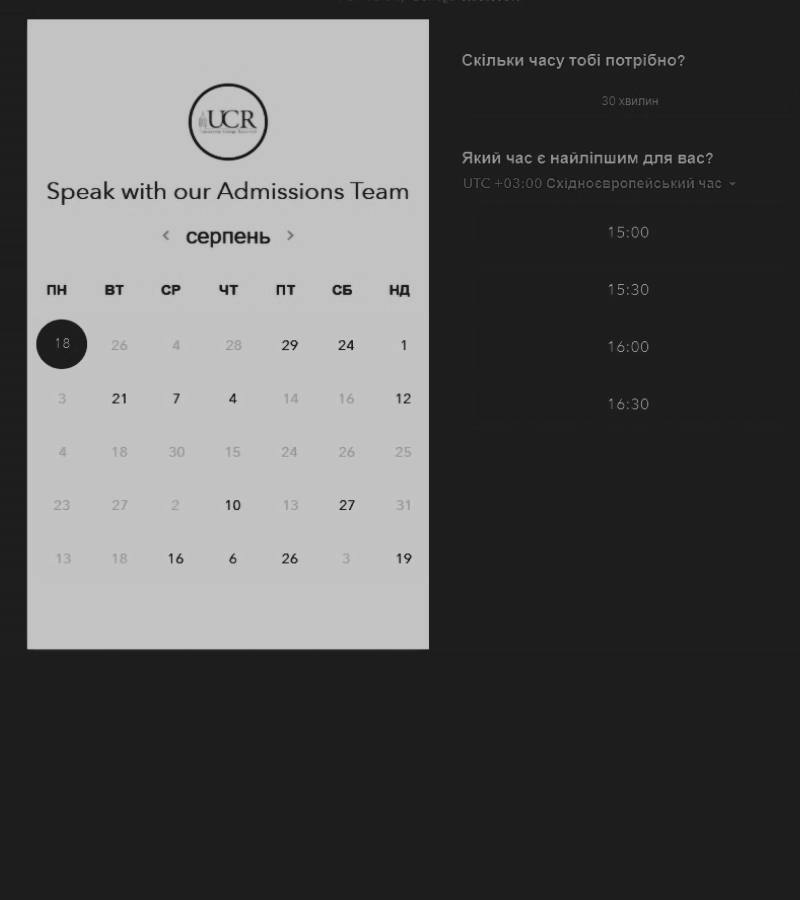 UCR
Speak with our Admissions Team
< серпень >
ПН ВТ СР ЧТ ПТ СБ НД
18 26 4 28 29 24 1
3 21 7 4 14 16 12
4 18 30 15 24 26 25
23 27 2 10 13 27 31
13 18 16 6 26 3 19
Скільки часу тобі потрібно?
30 хвилин
Який час є найліпшим для вас?
UTC +03:00 Східноєвропейський час
15:00
15:30
16:00
16:30